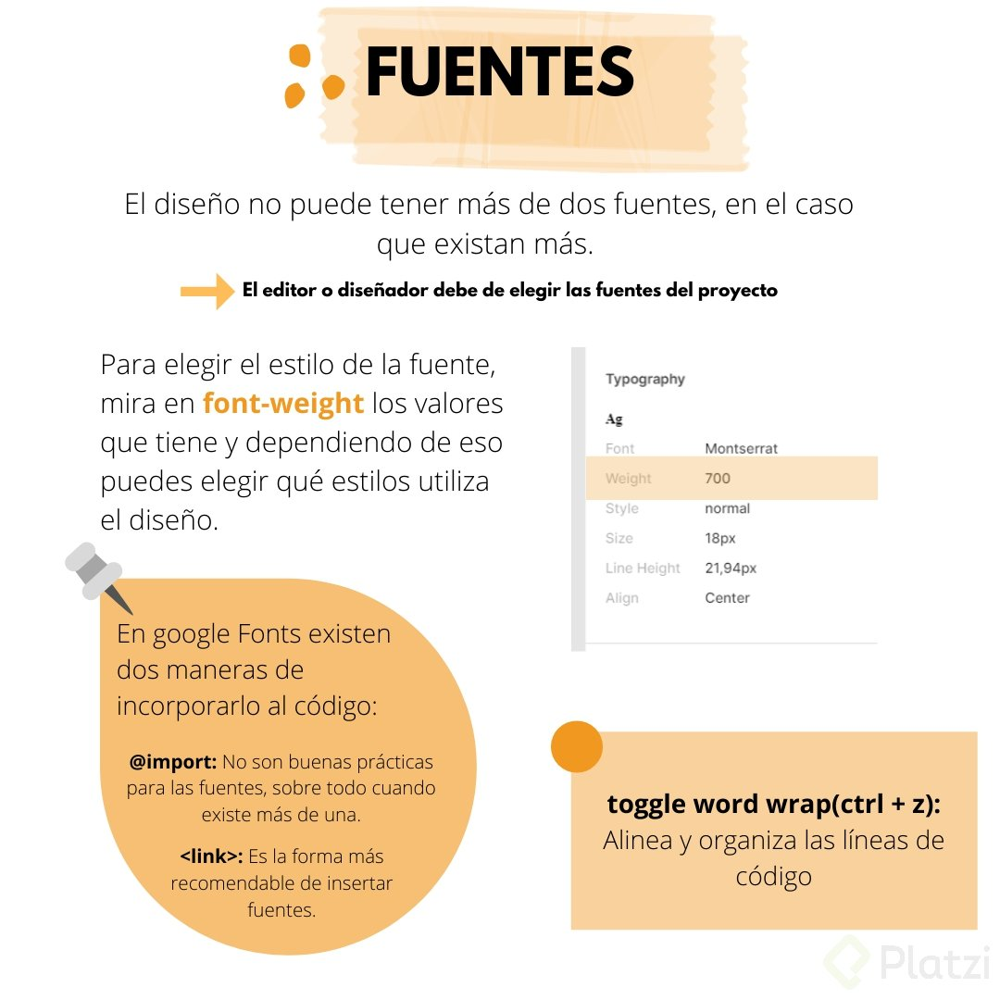 FUENTES
El diseño no puede tener más de dos fuentes, en el caso
que existan más.
El editor o diseñador debe de elegir las fuentes del proyecto
Para elegir el estilo de la fuente,
mira en font-weight los valores
que tiene y dependiendo de eso
puedes elegir qué estilos utiliza
el diseño.
Typography
Ag
Font Montserrat
Weight 700
Style normal
Size 18px
Line Height 21,94px
Align Center
En google Fonts existen
dos maneras de
incorporarlo al código:
@import: No son buenas prácticas
para las fuentes, sobre todo cuando
existe más de una.
<link>: Es la forma más
recomendable de insertar
fuentes.
toggle word wrap(ctrl + z):
Alinea y organiza las líneas de
código
Platzi